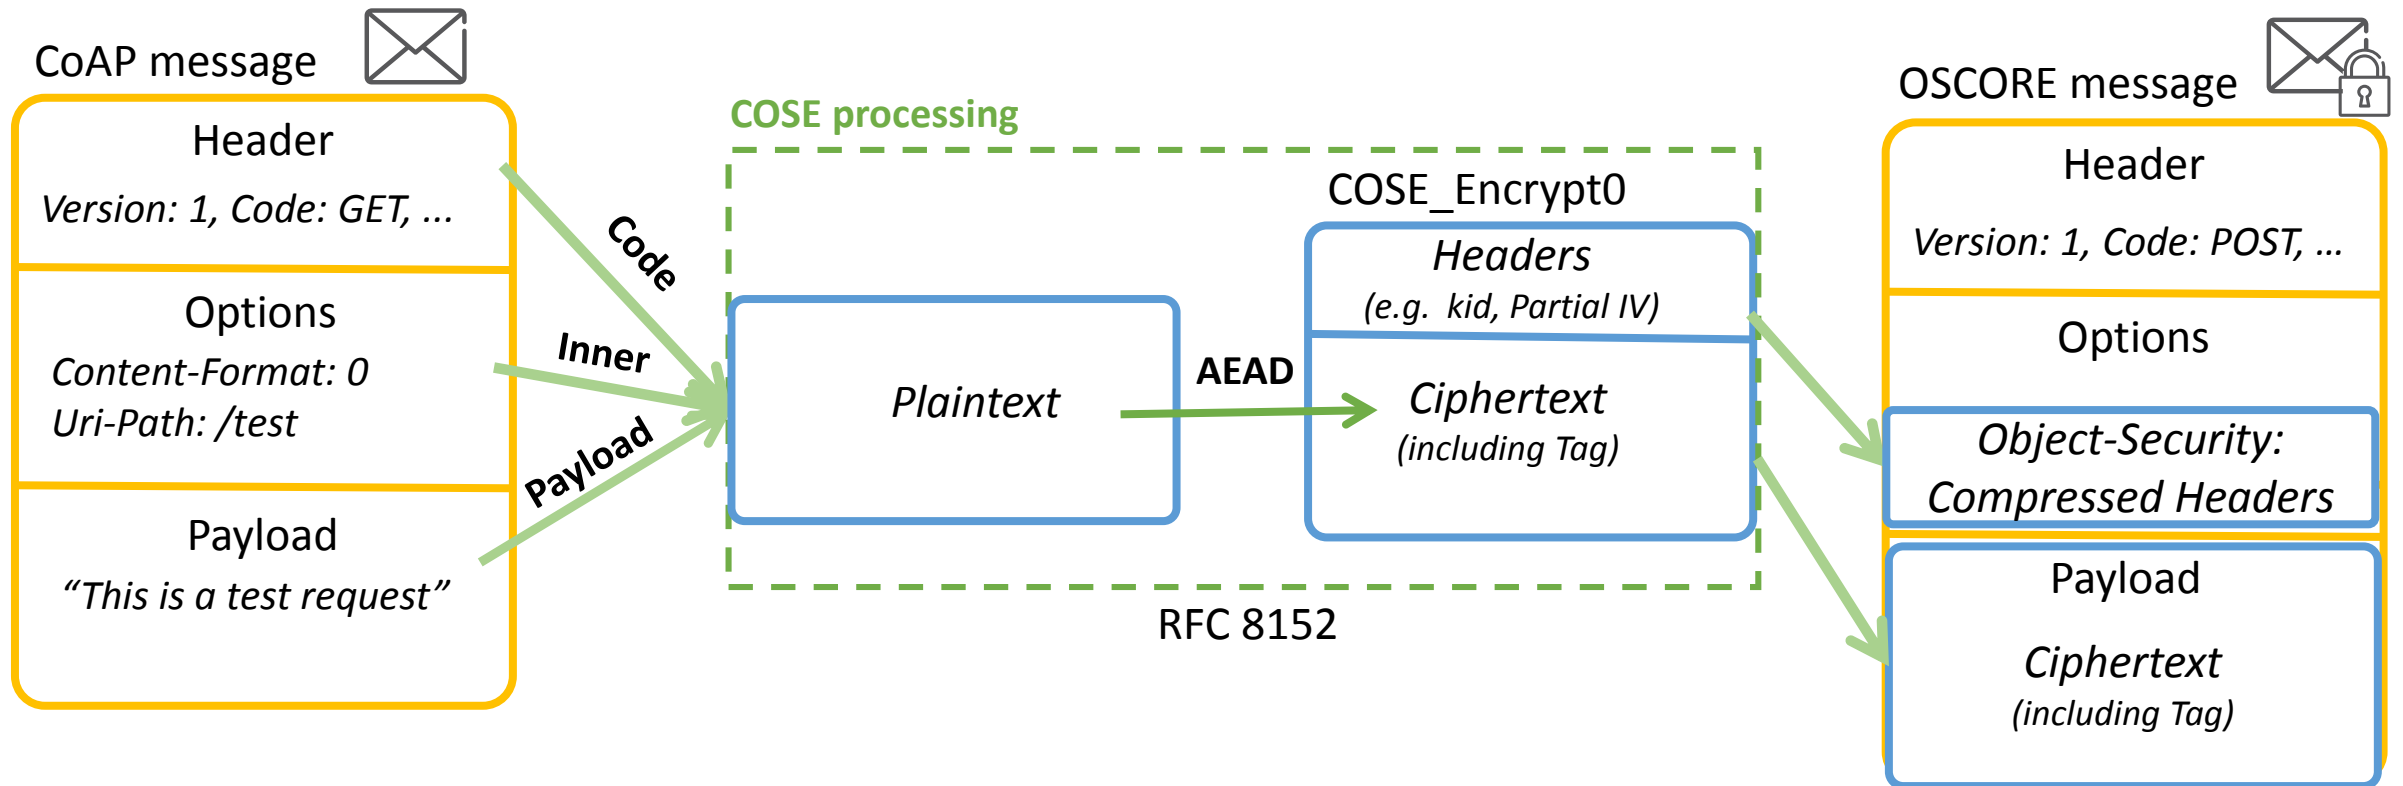 CoAP message
Header
Version: 1, Code: GET, ...
Options
Content-Format: 0
Uri-Path: /test
Payload
“This is a test request”
Code
Inner
Payload
COSE processing
Plaintext
AEAD
COSE_Encrypt0
Headers
(e.g. kid, Partial IV)
Ciphertext
(including Tag)
RFC 8152
OSCORE message
Header
Version: 1, Code: POST, …
Options
Object-Security:
Compressed Headers
Payload
Ciphertext
(including Tag)